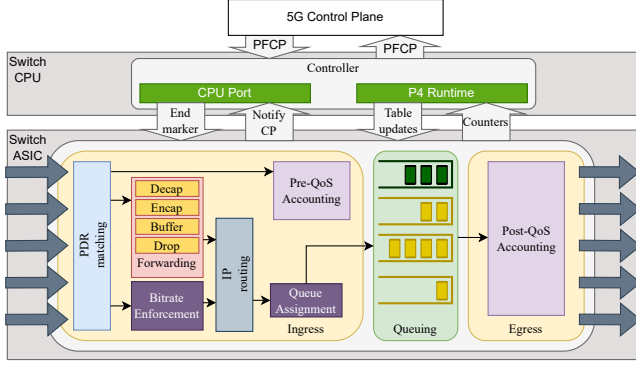 5G Control Plane
PFCP
PFCP
Switch
CPU
Controller
CPU Port
P4 Runtime
End
marker
Notify
CP
Table
updates
Counters
Switch
ASIC
PDR
matching
Decap
Encap
Buffer
Drop
Forwarding
Bitrate
Enforcement
IP
routing
Pre-QoS
Accounting
Queue
Assignment
Ingress
Queuing
Post-QoS
Accounting
Egress